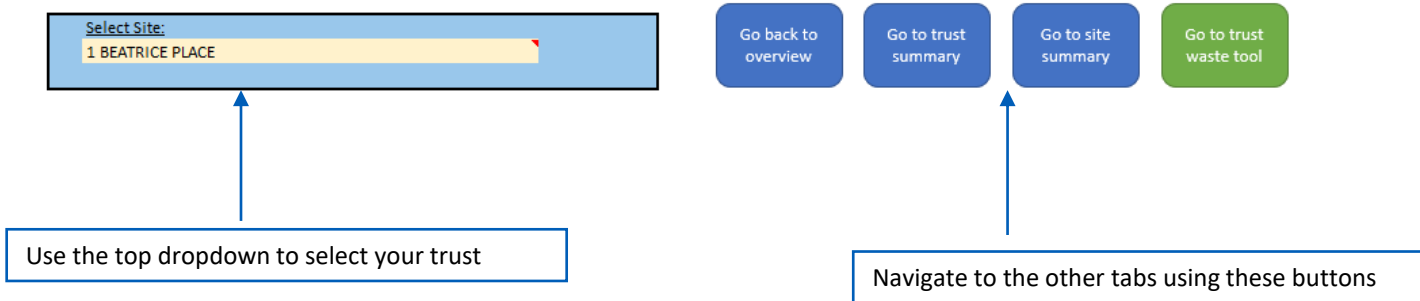 Select Site:
1 BEATRICE PLACE
Go back to
overview
Go to trust
summary
Go to site
summary
Go to trust
waste tool
Use the top dropdown to select your trust
Navigate to the other tabs using these buttons